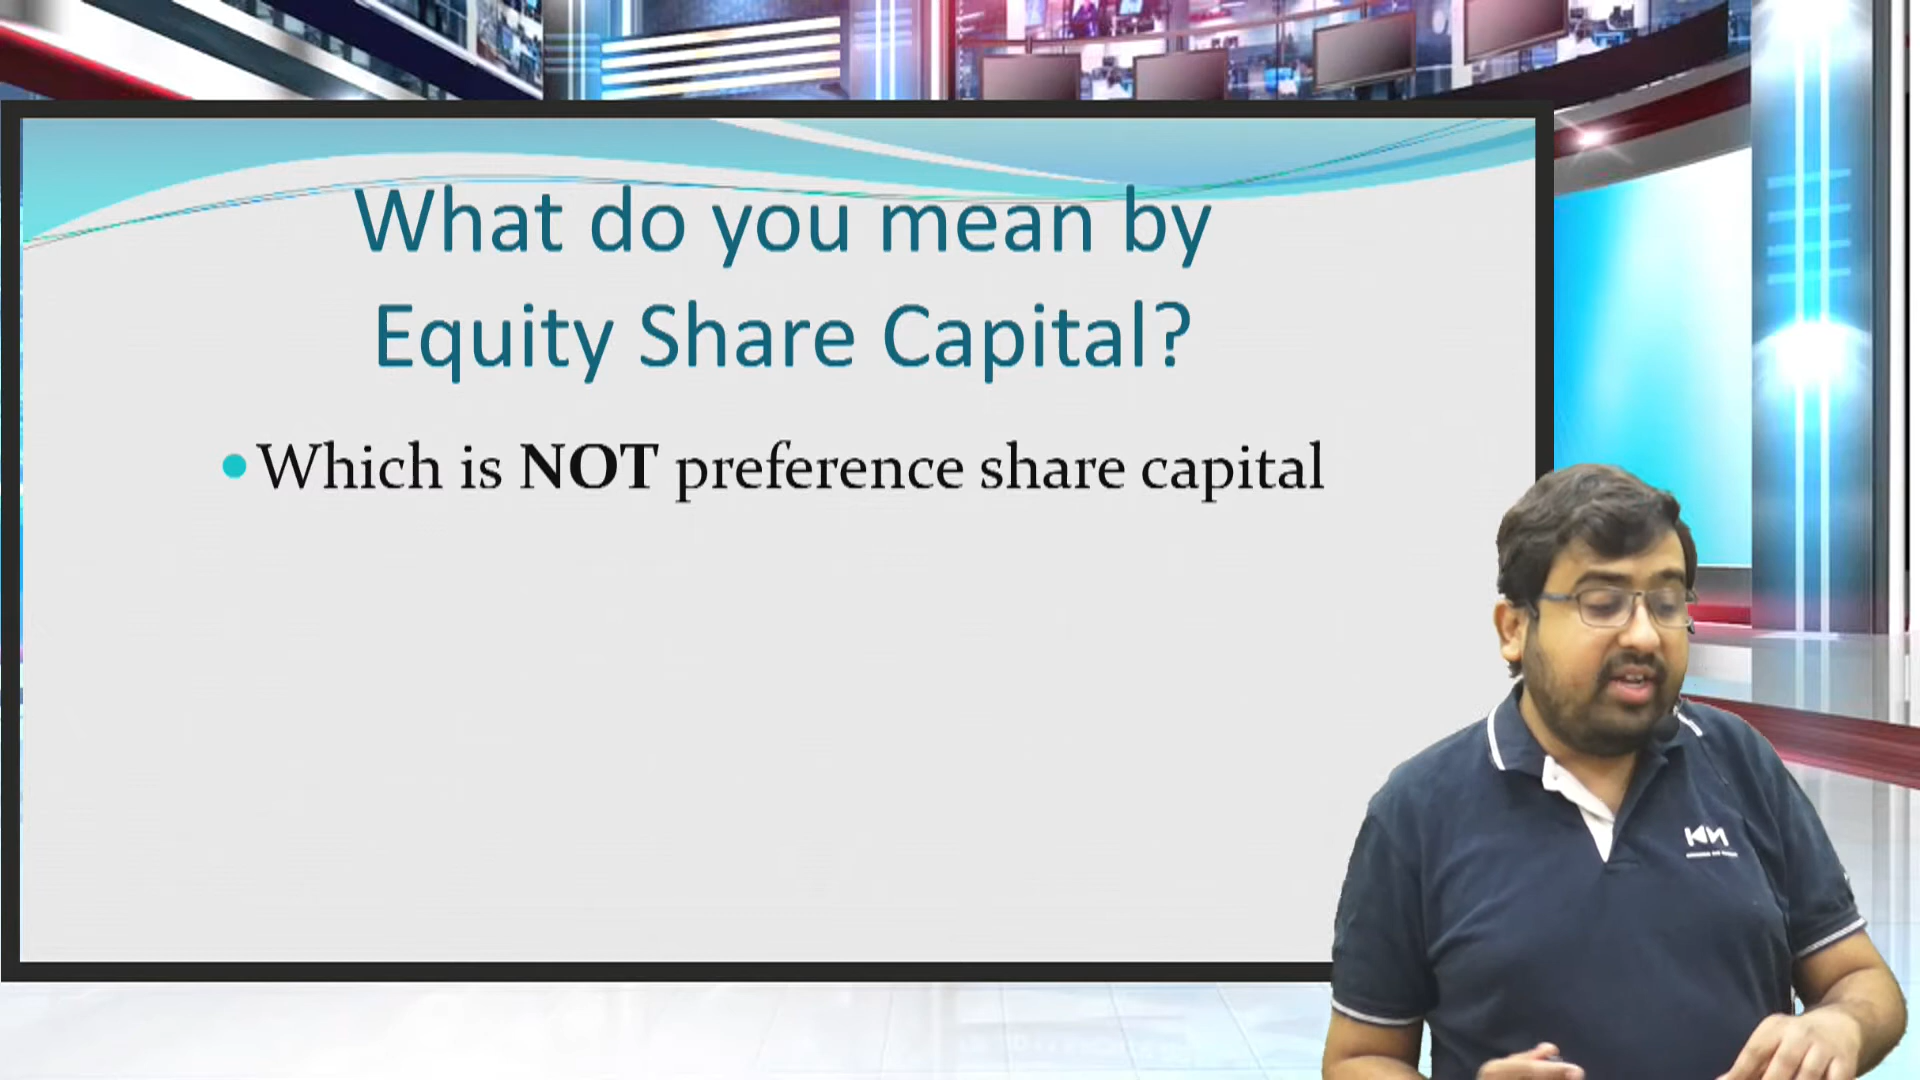 What do you mean by
Equity Share Capital?
Which is NOT preference share capital